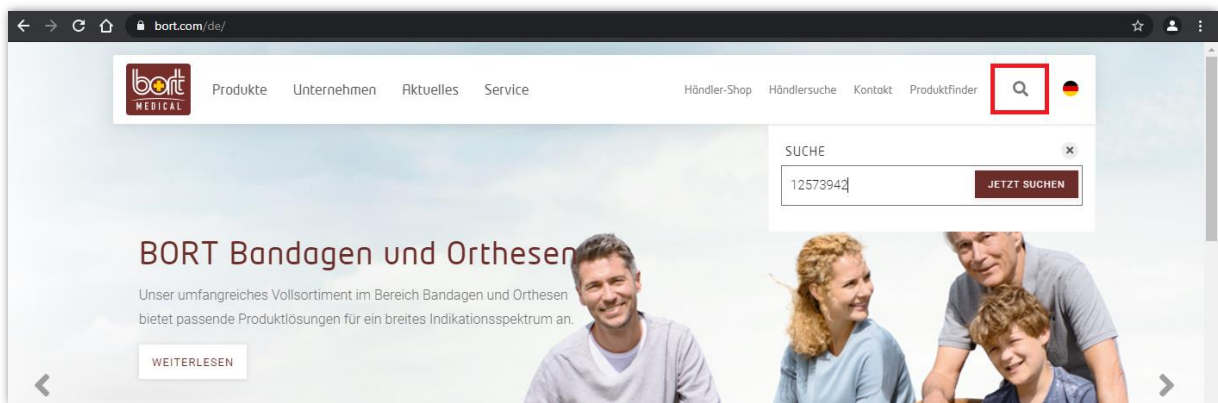 bort.com/de/
bort
MEDICAL
Produkte Unternehmen Aktuelles Service Händler-Shop Händlersuche Kontakt Produktfinder
SUCHE
12573942 JETZT SUCHEN
BORT Bandagen und Orthesen
Unser umfangreiches Vollsortiment im Bereich Bandagen und Orthesen
bietet passende Produktlösungen für ein breites Indikationsspektrum an.
WEITERLESEN